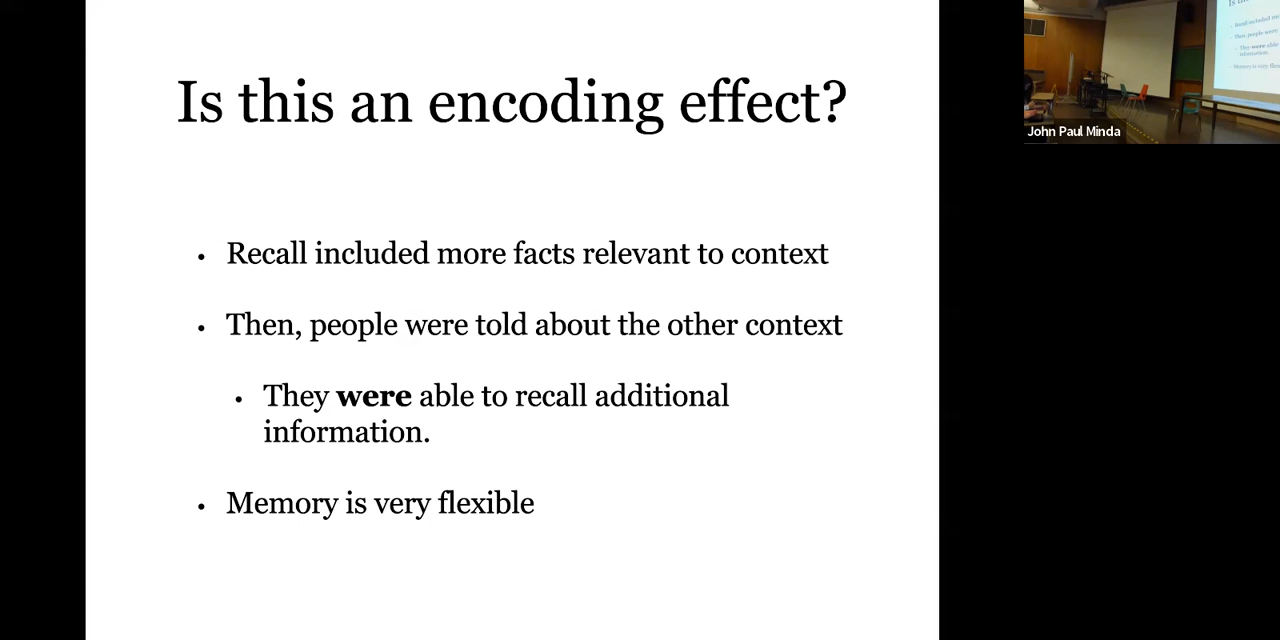 Is this an encoding effect?
• Recall included more facts relevant to context
• Then, people were told about the other context
• They were able to recall additional
information.
• Memory is very flexible
John Paul Minda